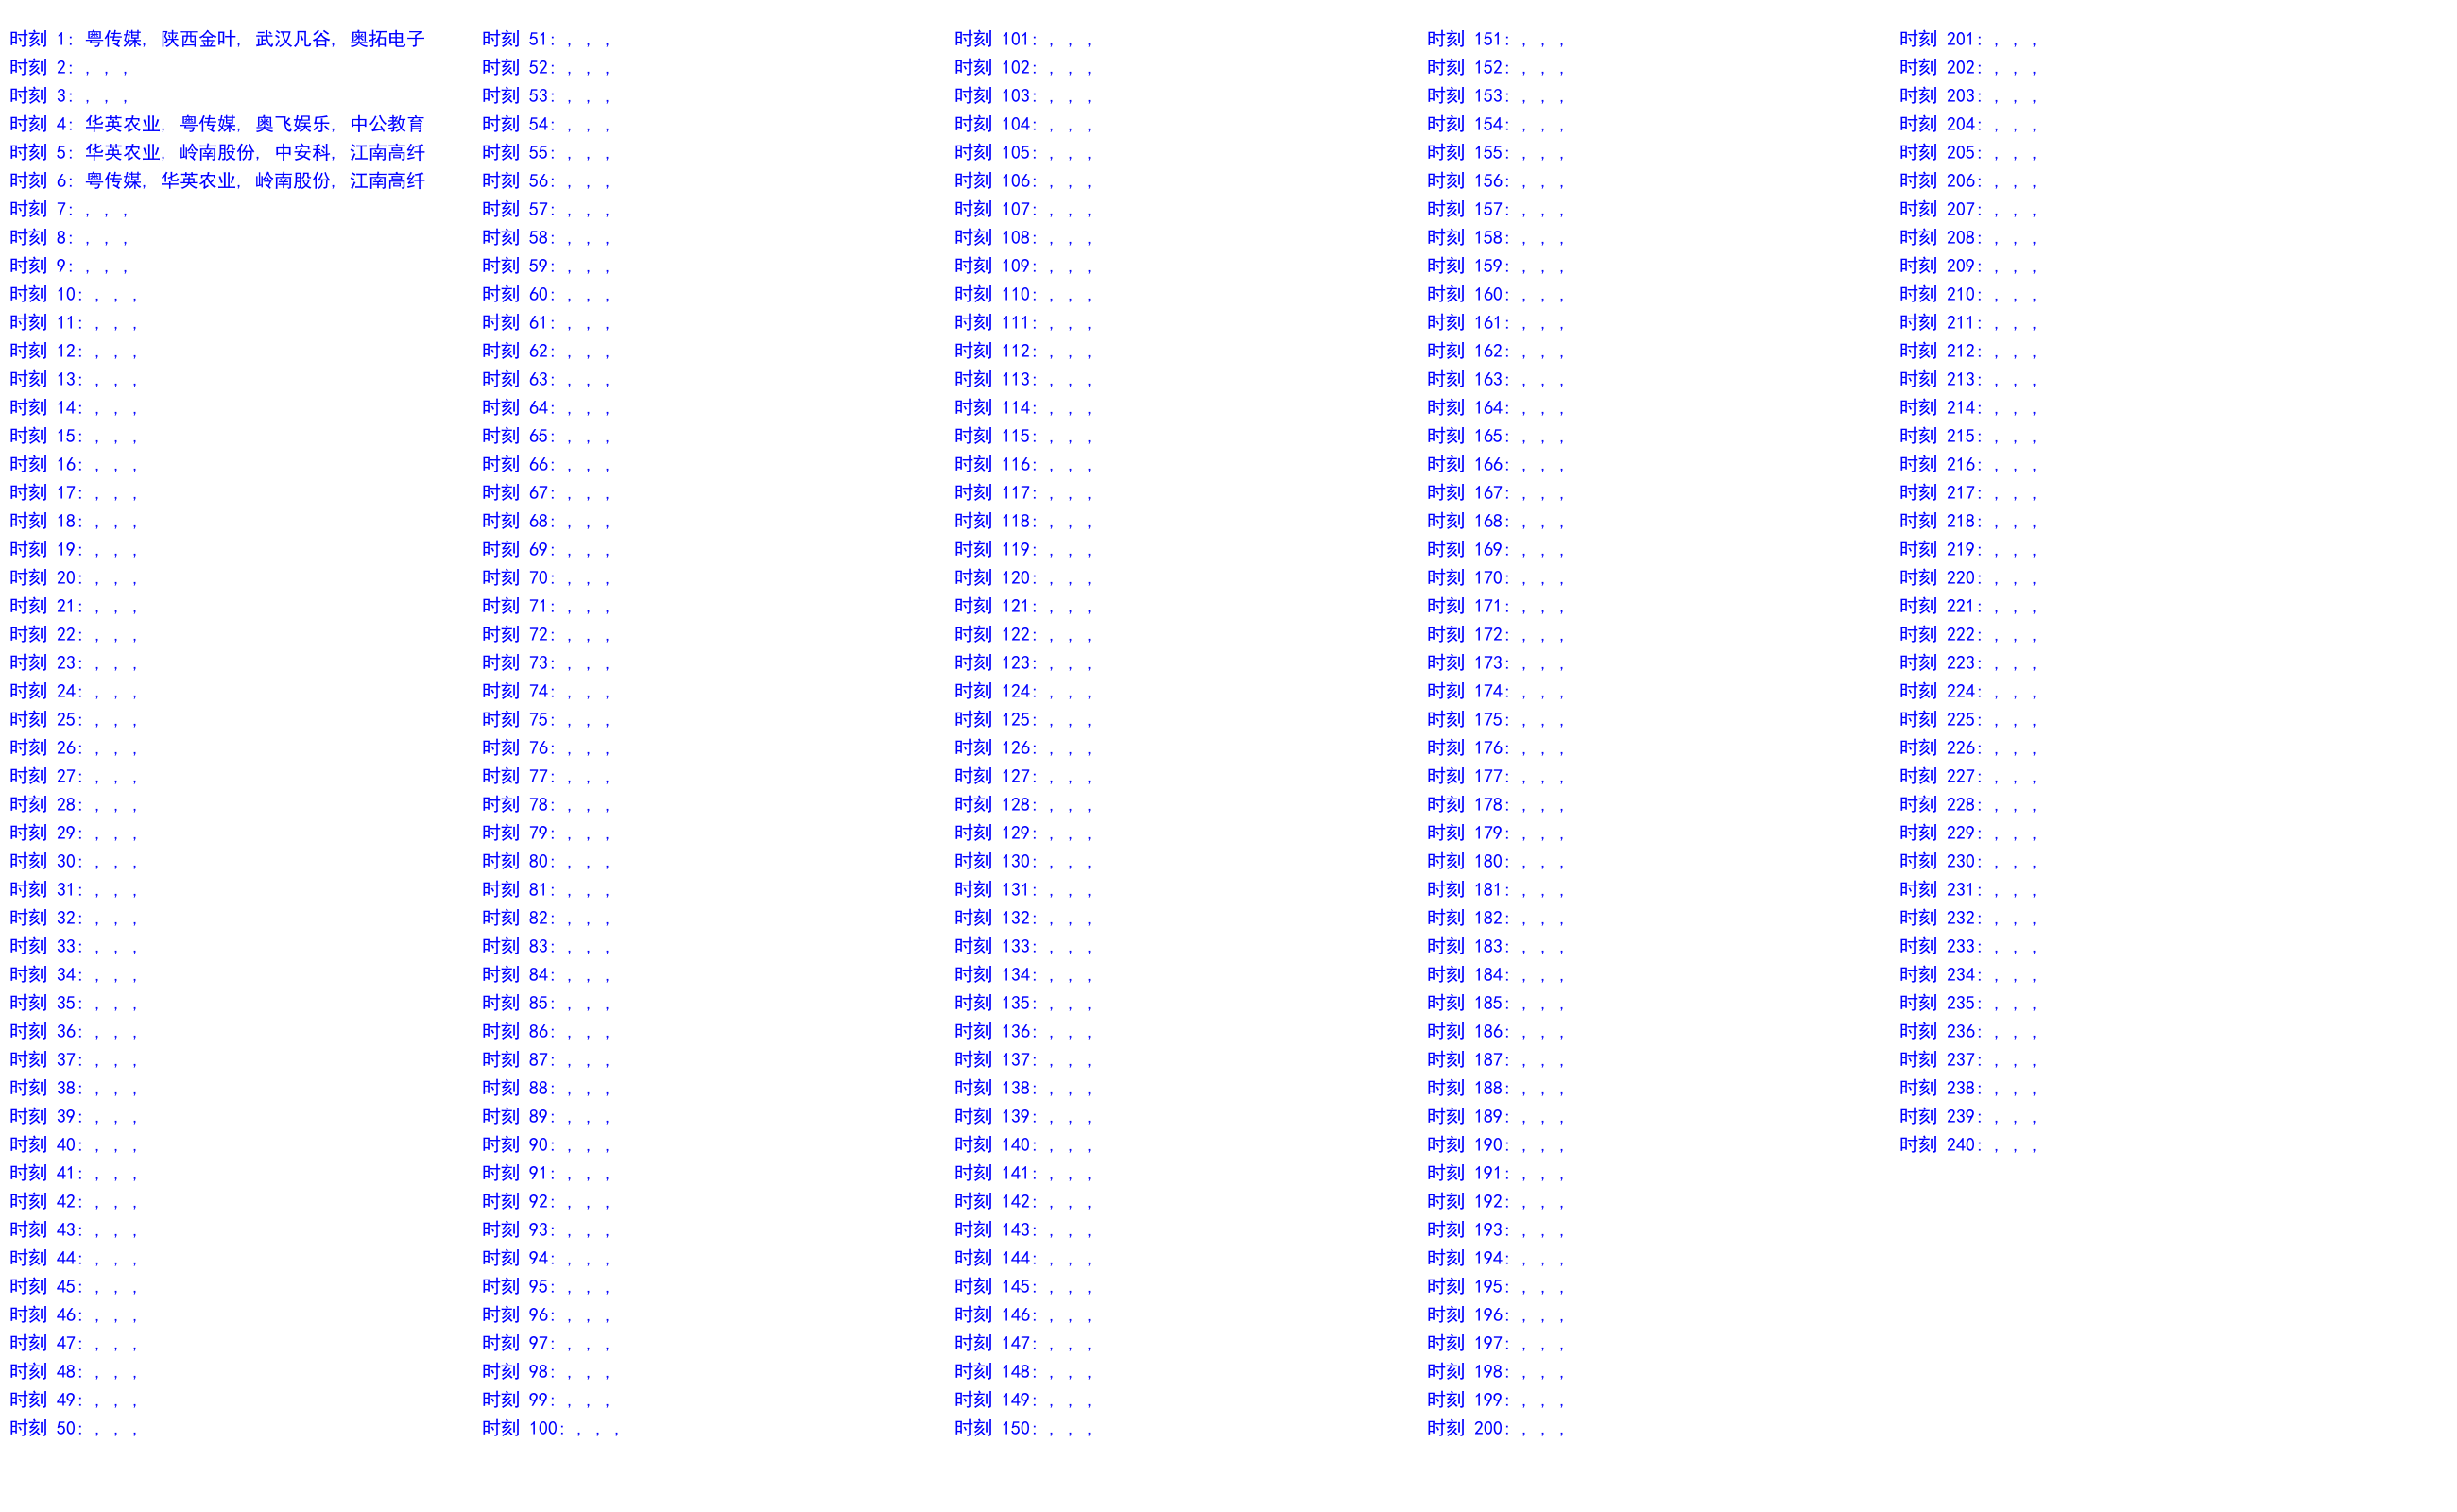 时刻 1: 粤传媒, 陕西金叶, 武汉凡谷, 奥拓电子
时刻 2: , , ,
时刻 3: , , ,
时刻 4: 华英农业, 粤传媒, 奥飞娱乐, 中公教育
时刻 5: 华英农业, 岭南股份, 中安科, 江南高纤
时刻 6: 粤传媒, 华英农业, 岭南股份, 江南高纤
时刻 7: , , ,
时刻 8: , , ,
时刻 9: , , ,
时刻 10: , , ,
时刻 11: , , ,
时刻 12: , , ,
时刻 13: , , ,
时刻 14: , , ,
时刻 15: , , ,
时刻 16: , , ,
时刻 17: , , ,
时刻 18: , , ,
时刻 19: , , ,
时刻 20: , , ,
时刻 21: , , ,
时刻 22: , , ,
时刻 23: , , ,
时刻 24: , , ,
时刻 25: , , ,
时刻 26: , , ,
时刻 27: , , ,
时刻 28: , , ,
时刻 29: , , ,
时刻 30: , , ,
时刻 31: , , ,
时刻 32: , , ,
时刻 33: , , ,
时刻 34: , , ,
时刻 35: , , ,
时刻 36: , , ,
时刻 37: , , ,
时刻 38: , , ,
时刻 39: , , ,
时刻 40: , , ,
时刻 41: , , ,
时刻 42: , , ,
时刻 43: , , ,
时刻 44: , , ,
时刻 45: , , ,
时刻 46: , , ,
时刻 47: , , ,
时刻 48: , , ,
时刻 49: , , ,
时刻 50: , , ,
时刻 51: , , ,
时刻 52: , , ,
时刻 53: , , ,
时刻 54: , , ,
时刻 55: , , ,
时刻 56: , , ,
时刻 57: , , ,
时刻 58: , , ,
时刻 59: , , ,
时刻 60: , , ,
时刻 61: , , ,
时刻 62: , , ,
时刻 63: , , ,
时刻 64: , , ,
时刻 65: , , ,
时刻 66: , , ,
时刻 67: , , ,
时刻 68: , , ,
时刻 69: , , ,
时刻 70: , , ,
时刻 71: , , ,
时刻 72: , , ,
时刻 73: , , ,
时刻 74: , , ,
时刻 75: , , ,
时刻 76: , , ,
时刻 77: , , ,
时刻 78: , , ,
时刻 79: , , ,
时刻 80: , , ,
时刻 81: , , ,
时刻 82: , , ,
时刻 83: , , ,
时刻 84: , , ,
时刻 85: , , ,
时刻 86: , , ,
时刻 87: , , ,
时刻 88: , , ,
时刻 89: , , ,
时刻 90: , , ,
时刻 91: , , ,
时刻 92: , , ,
时刻 93: , , ,
时刻 94: , , ,
时刻 95: , , ,
时刻 96: , , ,
时刻 97: , , ,
时刻 98: , , ,
时刻 99: , , ,
时刻 100: , , ,
时刻 101: , , ,
时刻 102: , , ,
时刻 103: , , ,
时刻 104: , , ,
时刻 105: , , ,
时刻 106: , , ,
时刻 107: , , ,
时刻 108: , , ,
时刻 109: , , ,
时刻 110: , , ,
时刻 111: , , ,
时刻 112: , , ,
时刻 113: , , ,
时刻 114: , , ,
时刻 115: , , ,
时刻 116: , , ,
时刻 117: , , ,
时刻 118: , , ,
时刻 119: , , ,
时刻 120: , , ,
时刻 121: , , ,
时刻 122: , , ,
时刻 123: , , ,
时刻 124: , , ,
时刻 125: , , ,
时刻 126: , , ,
时刻 127: , , ,
时刻 128: , , ,
时刻 129: , , ,
时刻 130: , , ,
时刻 131: , , ,
时刻 132: , , ,
时刻 133: , , ,
时刻 134: , , ,
时刻 135: , , ,
时刻 136: , , ,
时刻 137: , , ,
时刻 138: , , ,
时刻 139: , , ,
时刻 140: , , ,
时刻 141: , , ,
时刻 142: , , ,
时刻 143: , , ,
时刻 144: , , ,
时刻 145: , , ,
时刻 146: , , ,
时刻 147: , , ,
时刻 148: , , ,
时刻 149: , , ,
时刻 150: , , ,
时刻 151: , , ,
时刻 152: , , ,
时刻 153: , , ,
时刻 154: , , ,
时刻 155: , , ,
时刻 156: , , ,
时刻 157: , , ,
时刻 158: , , ,
时刻 159: , , ,
时刻 160: , , ,
时刻 161: , , ,
时刻 162: , , ,
时刻 163: , , ,
时刻 164: , , ,
时刻 165: , , ,
时刻 166: , , ,
时刻 167: , , ,
时刻 168: , , ,
时刻 169: , , ,
时刻 170: , , ,
时刻 171: , , ,
时刻 172: , , ,
时刻 173: , , ,
时刻 174: , , ,
时刻 175: , , ,
时刻 176: , , ,
时刻 177: , , ,
时刻 178: , , ,
时刻 179: , , ,
时刻 180: , , ,
时刻 181: , , ,
时刻 182: , , ,
时刻 183: , , ,
时刻 184: , , ,
时刻 185: , , ,
时刻 186: , , ,
时刻 187: , , ,
时刻 188: , , ,
时刻 189: , , ,
时刻 190: , , ,
时刻 191: , , ,
时刻 192: , , ,
时刻 193: , , ,
时刻 194: , , ,
时刻 195: , , ,
时刻 196: , , ,
时刻 197: , , ,
时刻 198: , , ,
时刻 199: , , ,
时刻 200: , , ,
时刻 201: , , ,
时刻 202: , , ,
时刻 203: , , ,
时刻 204: , , ,
时刻 205: , , ,
时刻 206: , , ,
时刻 207: , , ,
时刻 208: , , ,
时刻 209: , , ,
时刻 210: , , ,
时刻 211: , , ,
时刻 212: , , ,
时刻 213: , , ,
时刻 214: , , ,
时刻 215: , , ,
时刻 216: , , ,
时刻 217: , , ,
时刻 218: , , ,
时刻 219: , , ,
时刻 220: , , ,
时刻 221: , , ,
时刻 222: , , ,
时刻 223: , , ,
时刻 224: , , ,
时刻 225: , , ,
时刻 226: , , ,
时刻 227: , , ,
时刻 228: , , ,
时刻 229: , , ,
时刻 230: , , ,
时刻 231: , , ,
时刻 232: , , ,
时刻 233: , , ,
时刻 234: , , ,
时刻 235: , , ,
时刻 236: , , ,
时刻 237: , , ,
时刻 238: , , ,
时刻 239: , , ,
时刻 240: , , ,